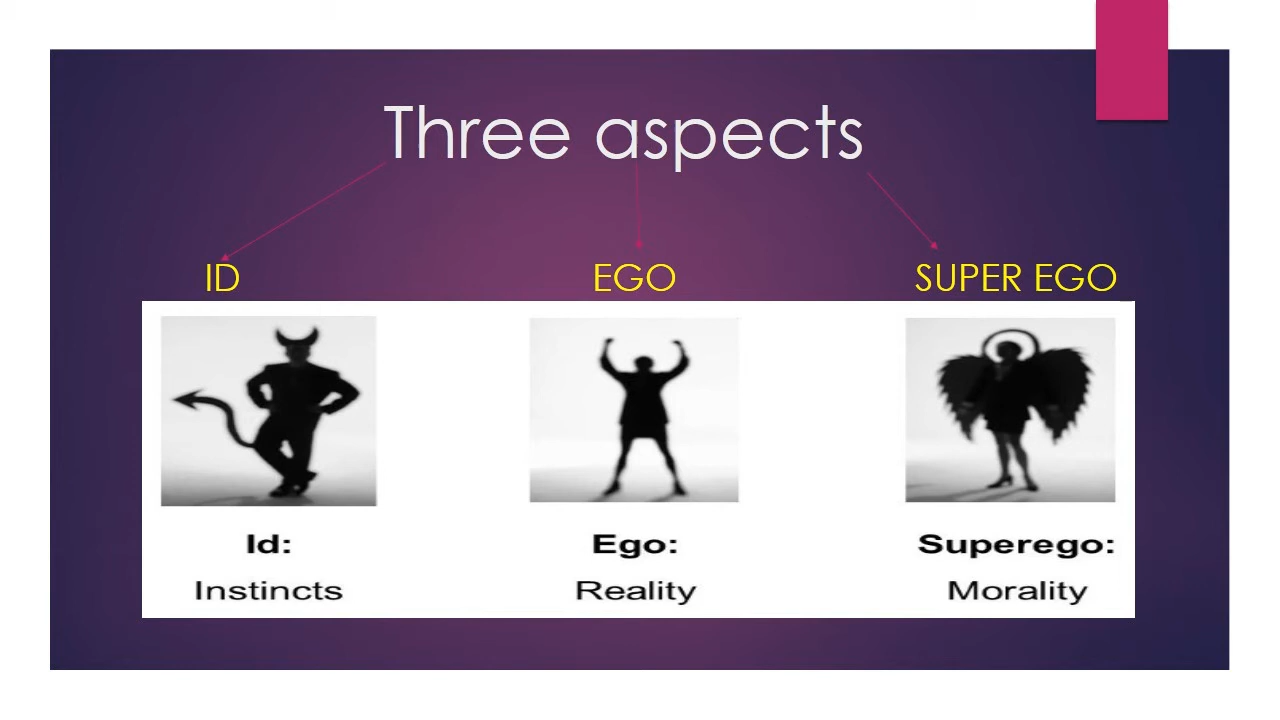 Three aspects
ID
EGO
SUPER EGO
Id:
Ego:
Superego:
Instincts
Reality
Morality